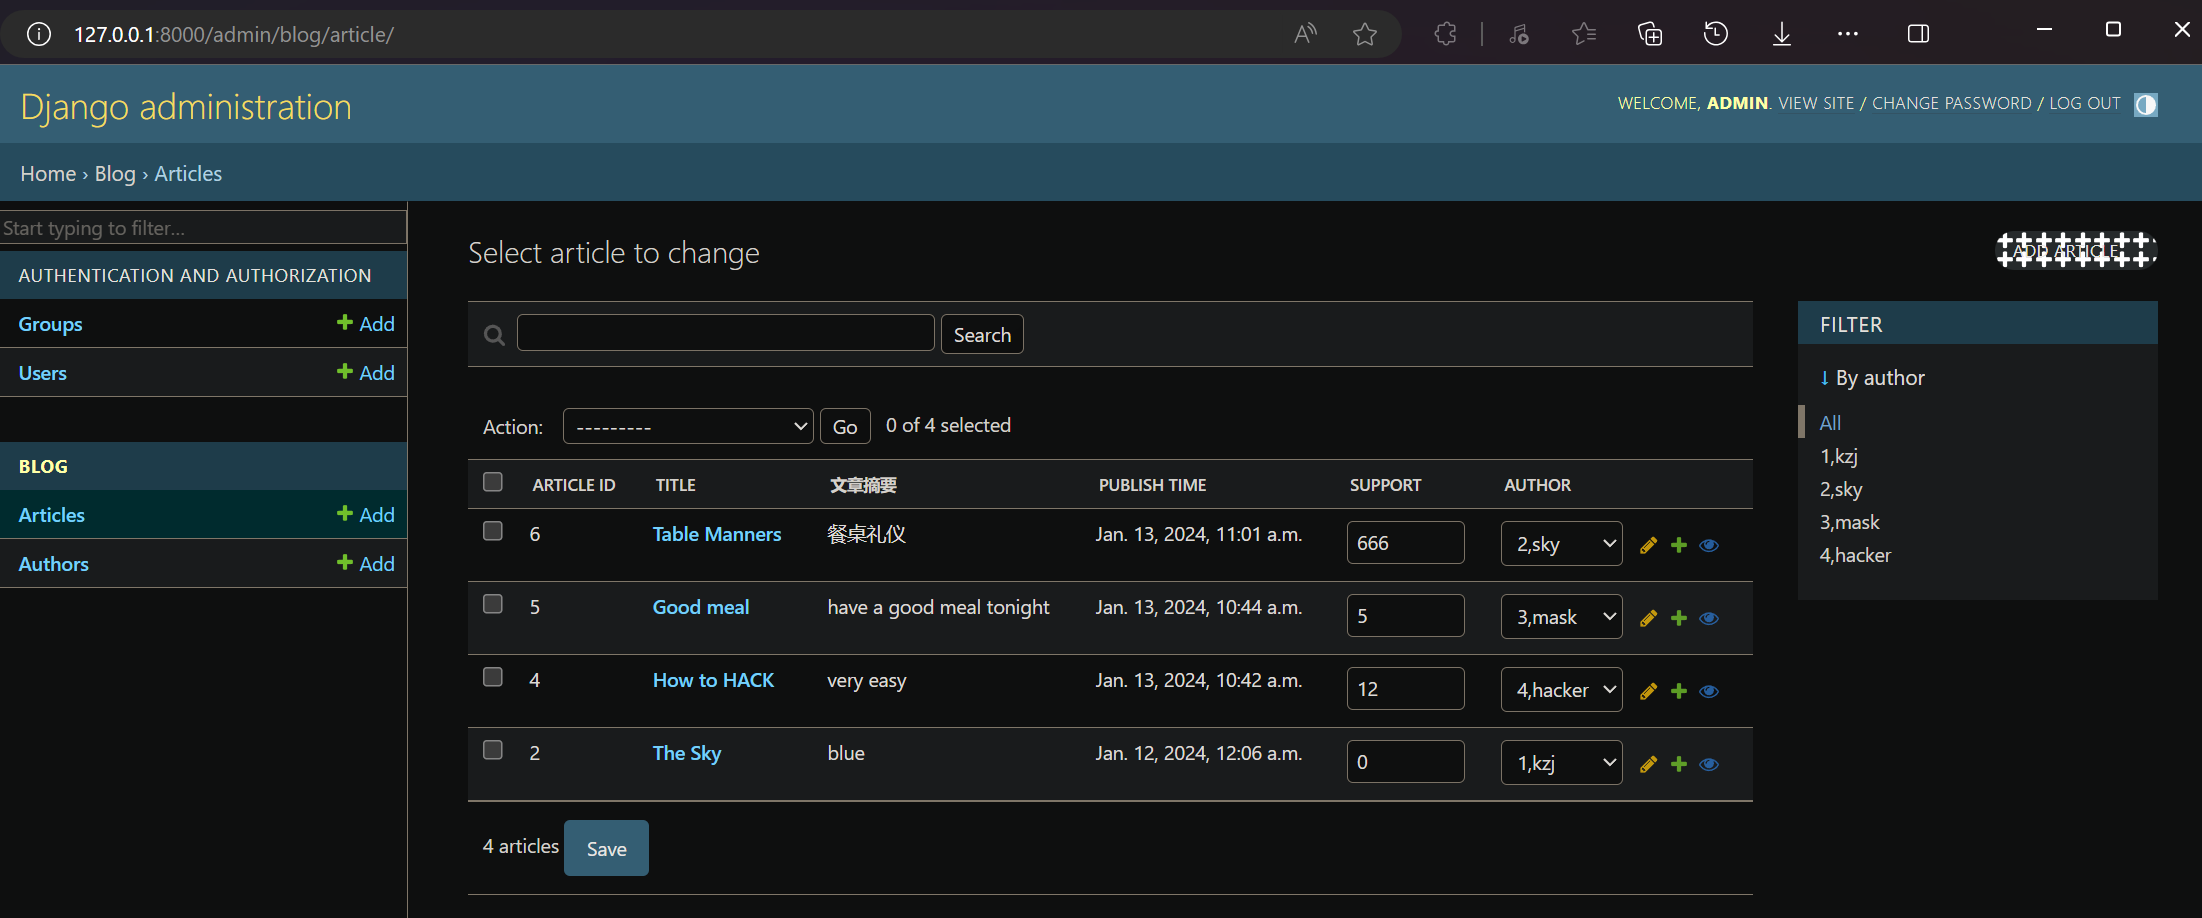 127.0.0.1:8000/admin/blog/article/
Django administration
WELCOME, ADMIN. VIEW SITE / CHANGE PASSWORD / LOG OUT
Home › Blog › Articles
Start typing to filter...
AUTHENTICATION AND AUTHORIZATION
Groups Add
Users Add
BLOG
Articles Add
Authors Add
Select article to change
ADD ARTICLE
Search
Action: --------- Go 0 of 4 selected
ARTICLE ID TITLE 文章摘要 PUBLISH TIME SUPPORT AUTHOR
6 Table Manners 餐桌礼仪 Jan. 13, 2024, 11:01 a.m. 666 2,sky
5 Good meal have a good meal tonight Jan. 13, 2024, 10:44 a.m. 5 3,mask
4 How to HACK very easy Jan. 13, 2024, 10:42 a.m. 12 4,hacker
2 The Sky blue Jan. 12, 2024, 12:06 a.m. 0 1,kzj
4 articles Save
FILTER
↓ By author
All
1,kzj
2,sky
3,mask
4,hacker